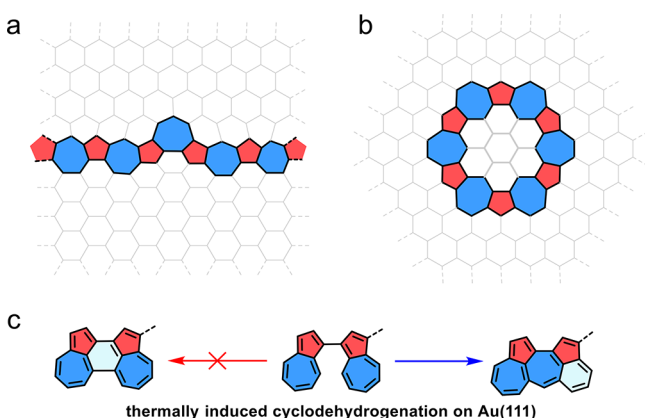 a
b
c
thermally induced cyclodehydrogenation on Au(111)